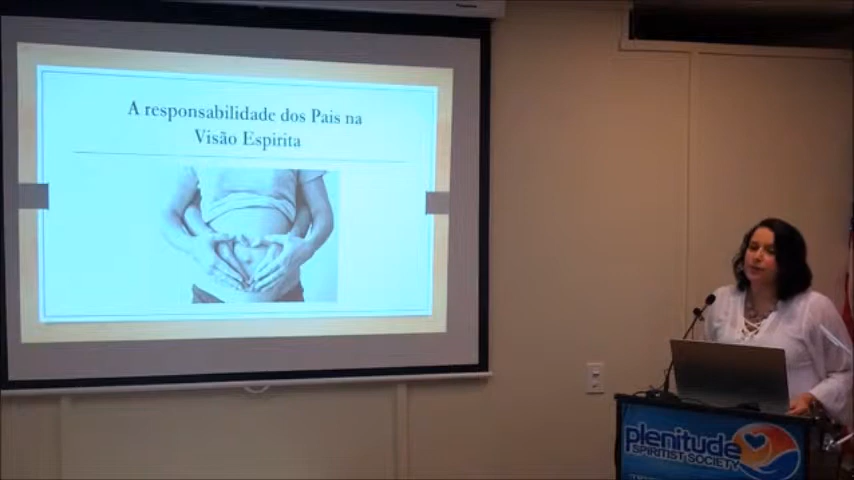 A responsabilidade dos Pais na
Visão Espirita
plenitude
SPIRITIST SOCIETY